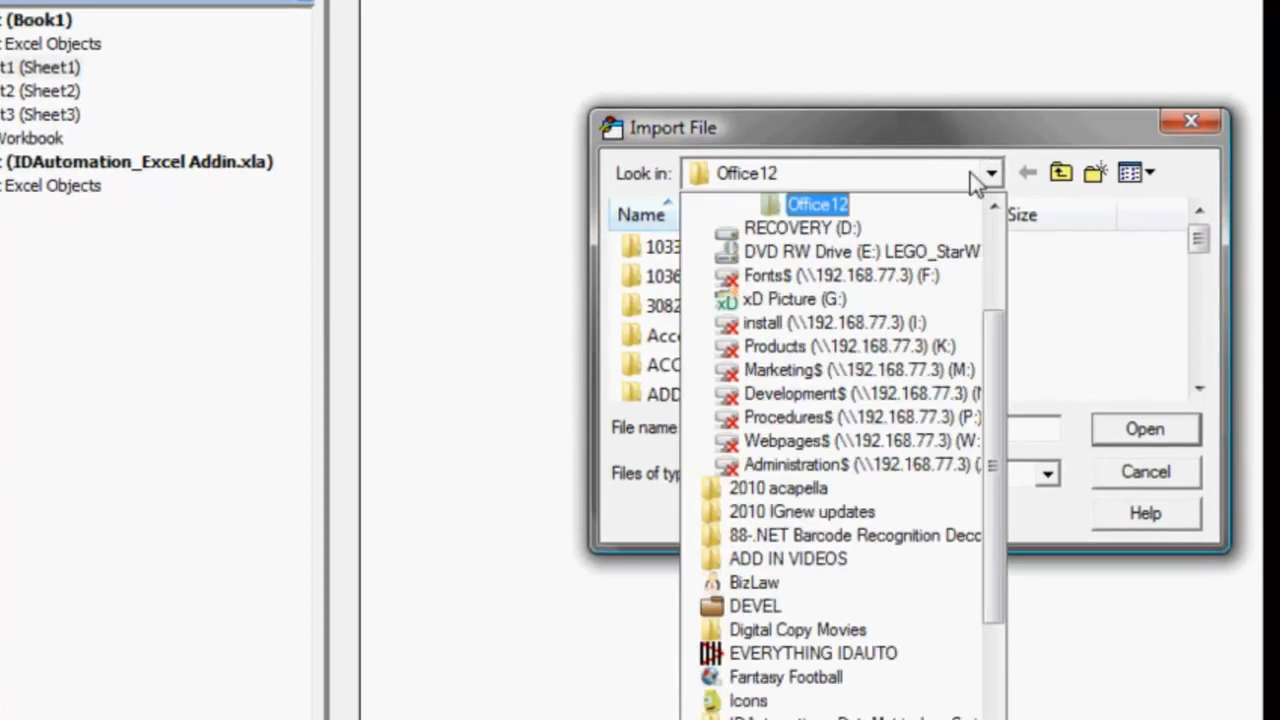 (Book1)
Excel Objects
t1 (Sheet1)
t2 (Sheet2)
t3 (Sheet3)
Workbook
(IDAutomation_Excel Addin.xla)
Excel Objects
Import File
Look in: Office12
Name Size
Office12
RECOVERY (D:)
DVD RW Drive (E:) LEGO_StarW
1033
Fonts$ (\\192.168.77.3) (F:)
1036
xD Picture (G:)
3082
install (\\192.168.77.3) (I:)
Acce
Products (\\192.168.77.3) (K:)
ACC
Marketing$ (\\192.168.77.3) (M:)
ADD
Development$ (\\192.168.77.3) (
Procedures$ (\\192.168.77.3) (P:
File name Open
Webpages$ (\\192.168.77.3) (W:
Administration$ (\\192.168.77.3) (
Files of typ Cancel
2010 acapella
2010 IGnew updates
Help
88-.NET Barcode Recognition Deco
ADD IN VIDEOS
BizLaw
DEVEL
Digital Copy Movies
EVERYTHING IDAUTO
Fantasy Football
Icons